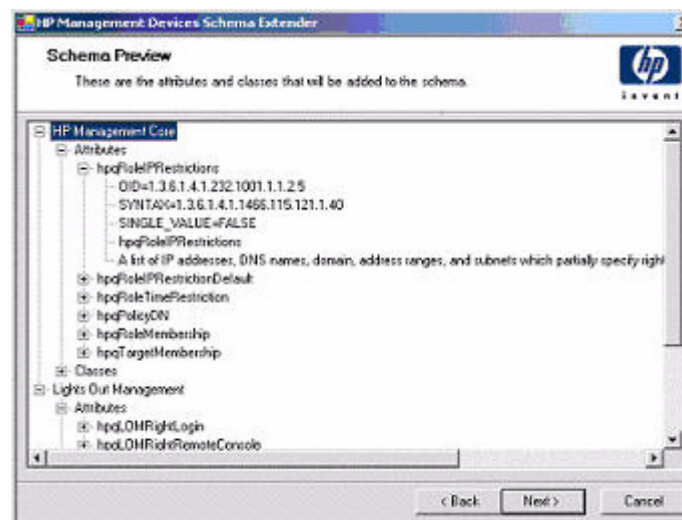 HP Management Devices Schema Extender
Schema Preview
These are the attributes and classes that will be added to the schema.
hp
invent
HP Management Core
Attributes
hpqRoleIPRestrictions
OID=1.3.6.1.4.1.232.1001.1.1.2.5
SYNTAX=1.3.6.1.4.1.1466.115.121.1.40
SINGLE_VALUE=FALSE
hpqRoleIPRestrictions
A list of IP addresses, DNS names, domain, address ranges, and subnets which partially specify right
hpqRoleIPRestrictionDefault
hpqRoleTimeRestriction
hpqPolicyDN
hpqRoleMembership
hpqTargetMembership
Classes
Lights Out Management
Attributes
hpqLOMRightLogin
hpqLOMRightRemoteConsole
< Back Next > Cancel